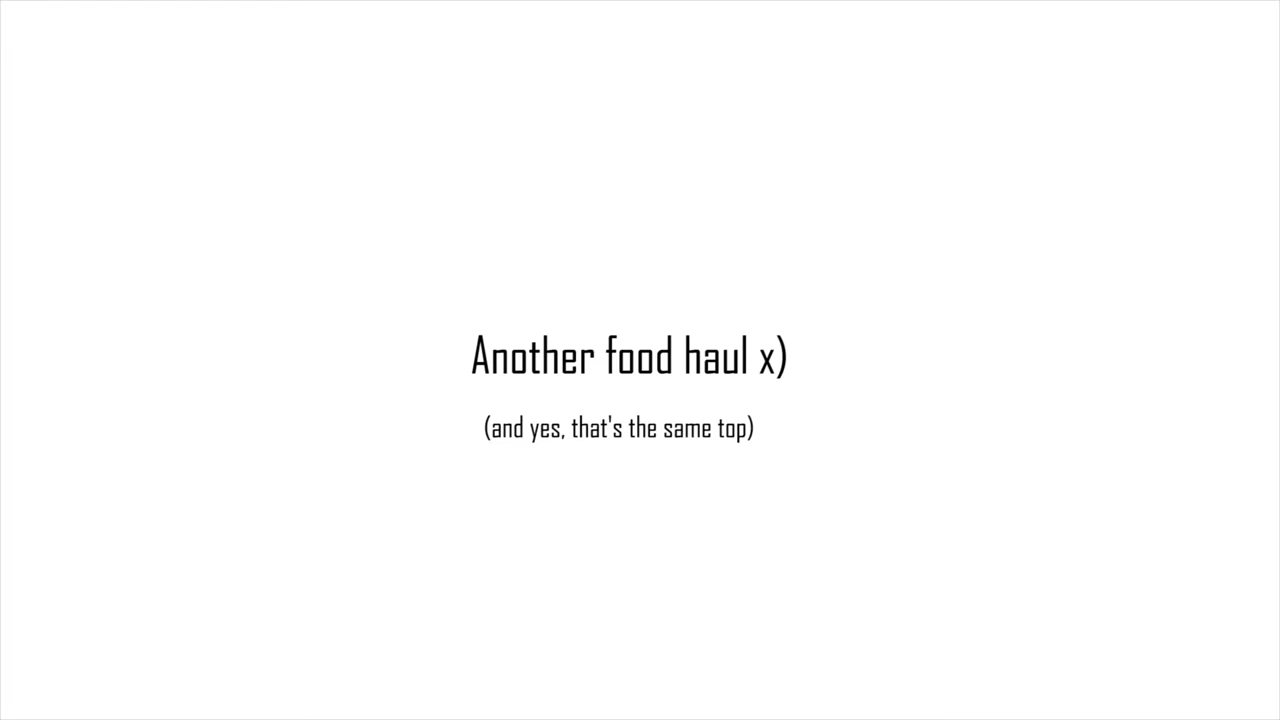 Another food haul x)
(and yes, that's the same top)